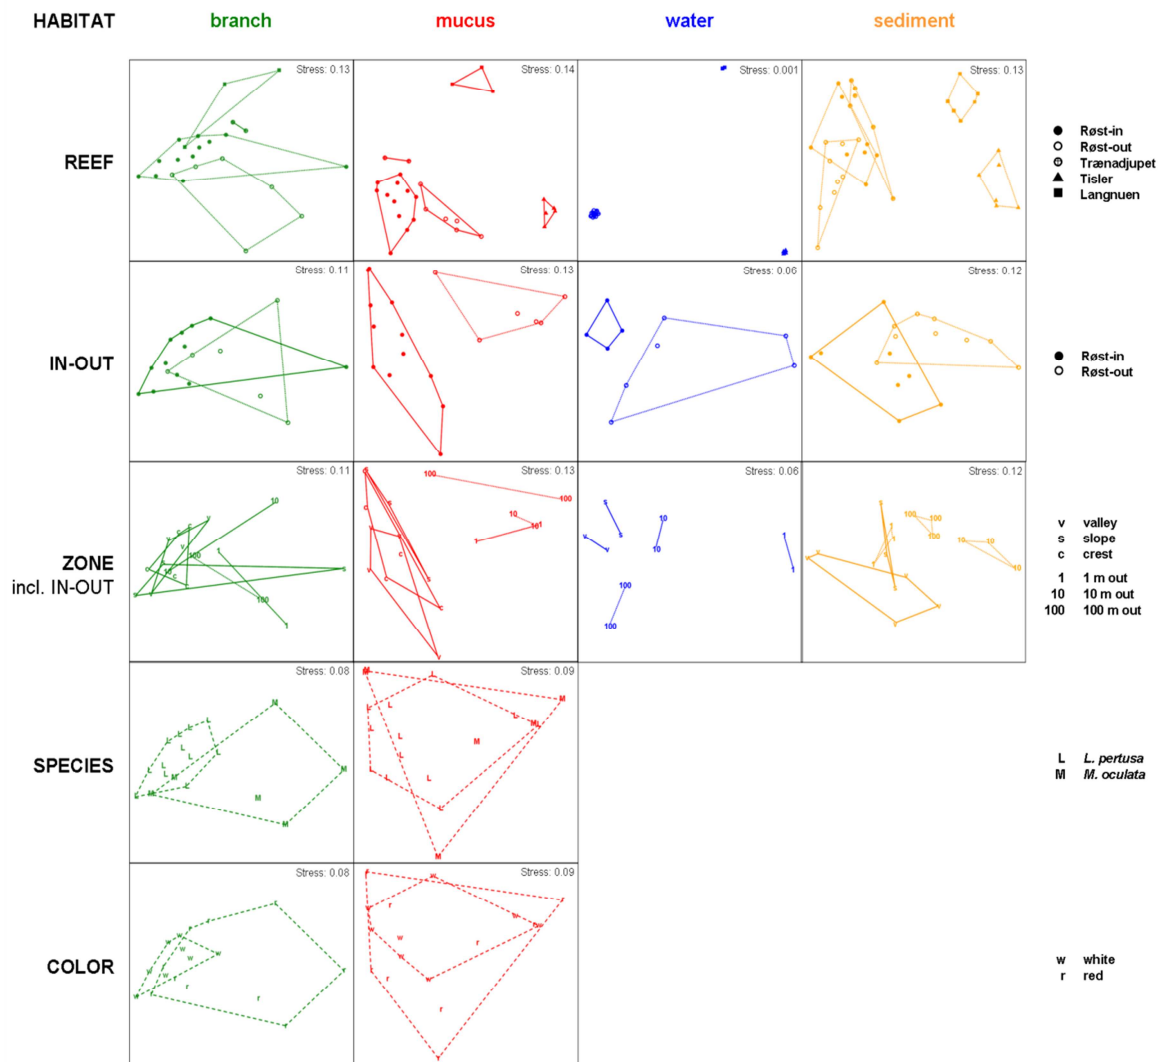 HABITAT branch mucus water sediment
REEF Stress: 0.13 Stress: 0.14 Stress: 0.001 Stress: 0.13
Røst-in
Røst-out
Trænadjupet
Tisler
Langnuen
IN-OUT Stress: 0.11 Stress: 0.13 Stress: 0.06 Stress: 0.12
Røst-in
Røst-out
ZONE
incl. IN-OUT
Stress: 0.11 Stress: 0.13 Stress: 0.06 Stress: 0.12
v valley
s slope
c crest
1 1 m out
10 10 m out
100 100 m out
SPECIES Stress: 0.08 Stress: 0.09
L L. pertusa
M M. oculata
COLOR Stress: 0.08 Stress: 0.09
w white
r red